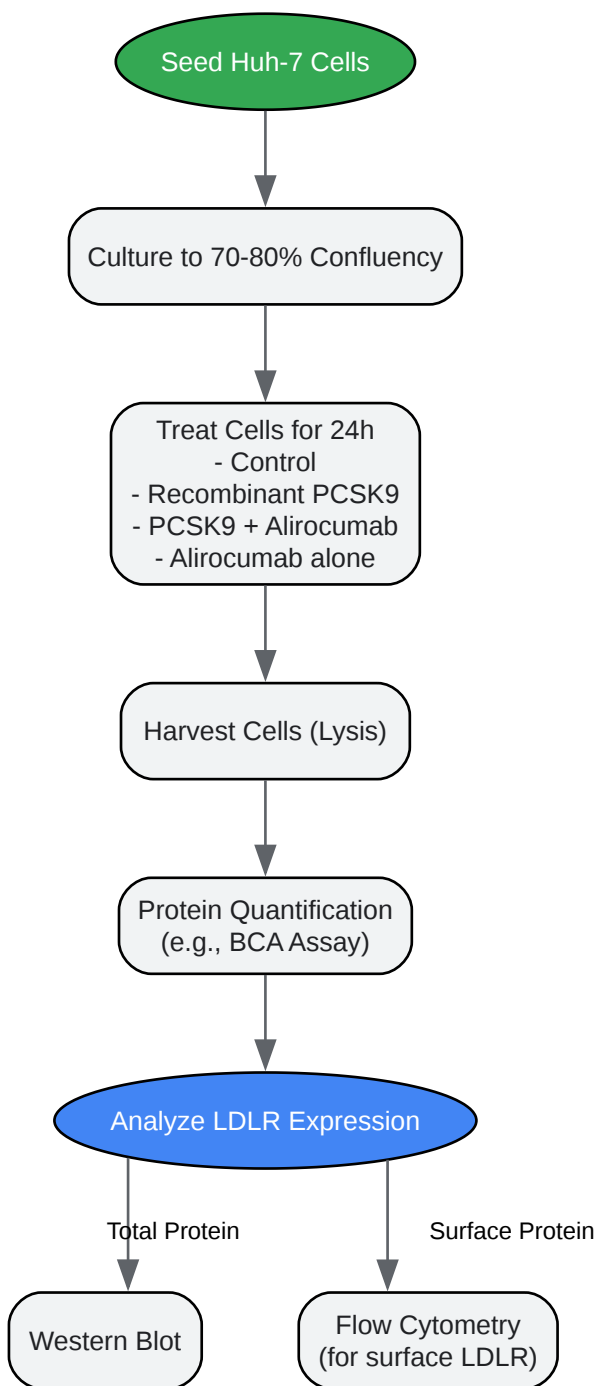 Seed Huh-7 Cells
Culture to 70-80% Confluency
Treat Cells for 24h
- Control
- Recombinant PCSK9
- PCSK9 + Alirocumab
- Alirocumab alone
Harvest Cells (Lysis)
Protein Quantification
(e.g., BCA Assay)
Analyze LDLR Expression
Total Protein
Surface Protein
Western Blot
Flow Cytometry
(for surface LDLR)